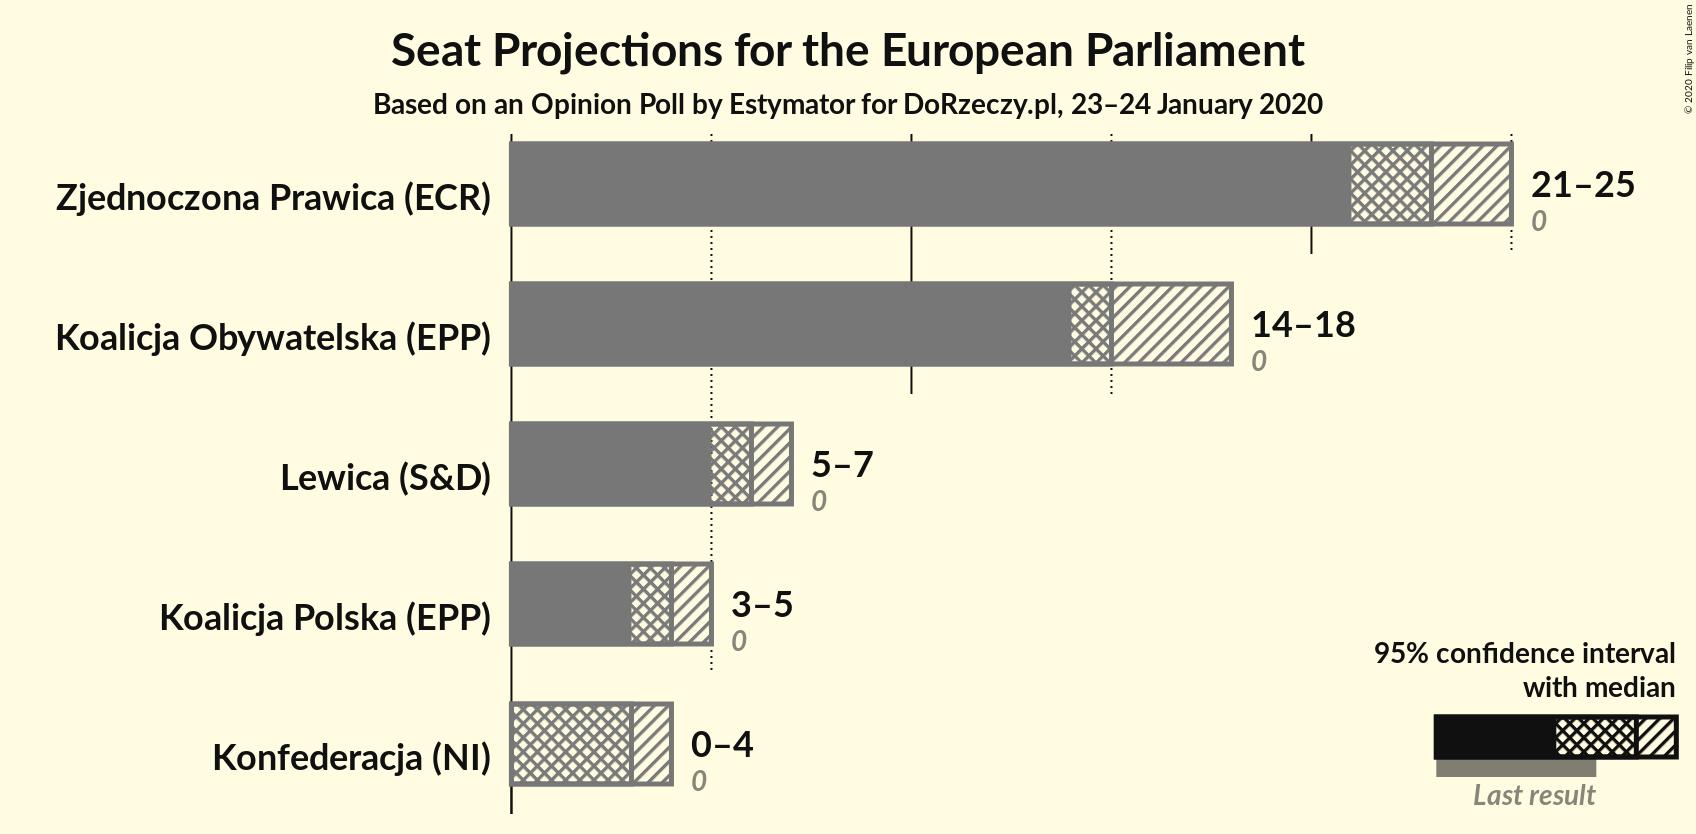 Seat Projections for the European Parliament
Based on an Opinion Poll by Estymator for DoRzeczy.pl, 23–24 January 2020
© 2020 Filip van Laenen
Zjednoczona Prawica (ECR)
21–25
0
Koalicja Obywatelska (EPP)
14–18
0
Lewica (S&D)
5–7
0
Koalicja Polska (EPP)
3–5
0
Konfederacja (NI)
0–4
0
95% confidence interval
with median
Last result